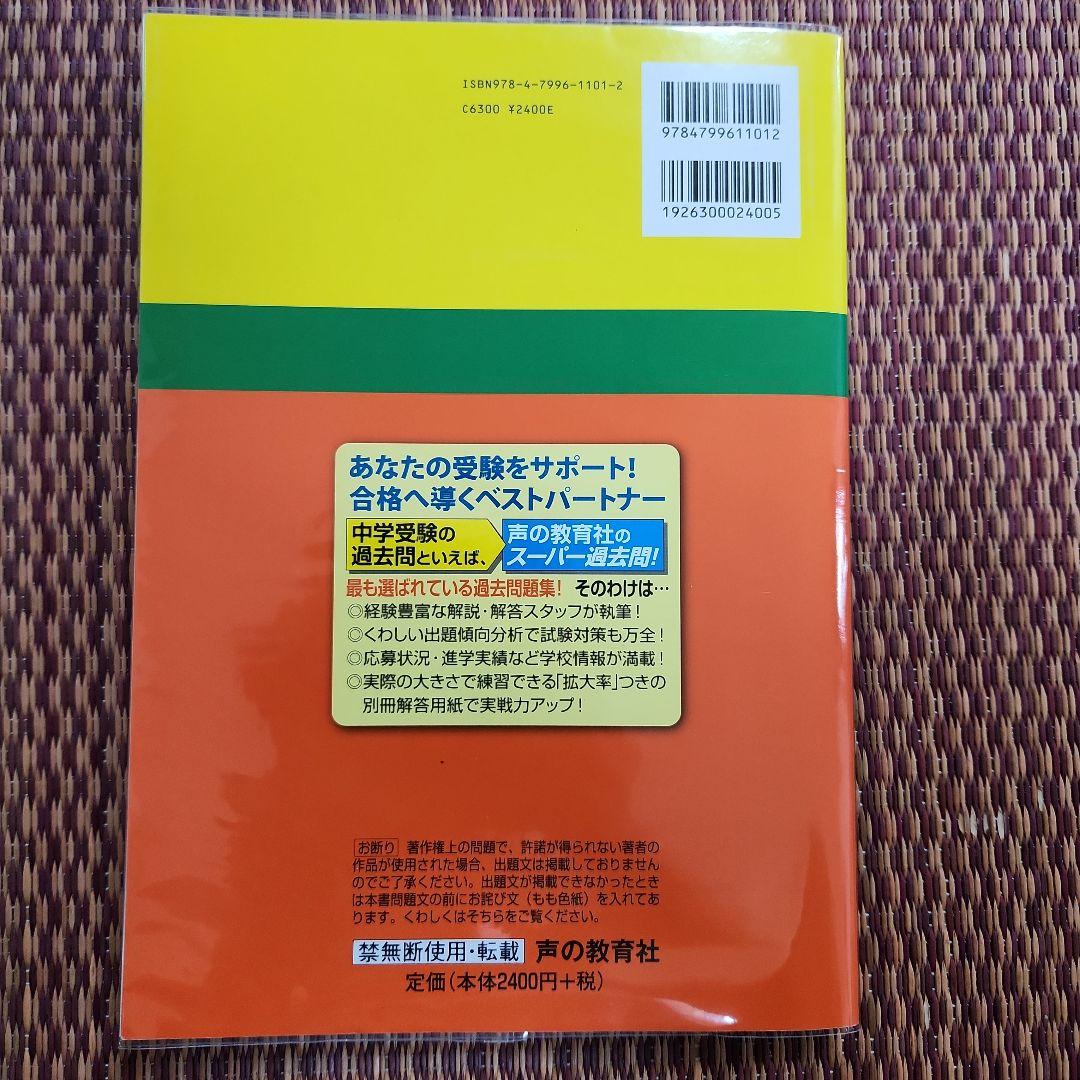 ISBN978-4-7996-1101-2
C6300 ¥2400E
9784799611012
1926300024005
あなたの受験をサポート!
合格へ導くベストパートナー
中学受験の
過去問といえば、
声の教育社の
スーパー過去問!
最も選ばれている過去問題集! そのわけは…
◎経験豊富な解説・解答スタッフが執筆!
◎くわしい出題傾向分析で試験対策も万全!
◎応募状況・進学実績など学校情報が満載!
◎実際の大きさで練習できる「拡大率」つきの
別冊解答用紙で実戦力アップ!
お断り 著作権上の問題で、許諾が得られない著者の
作品が使用された場合、出題文は掲載しておりません
のでご了承ください。出題文が掲載できなかったときは
本書問題文の前にお詫び文(もも色紙)を入れてあ
ります。くわしくはそちらをご覧ください。
禁無断使用・転載 声の教育社
定価(本体2400円+税)